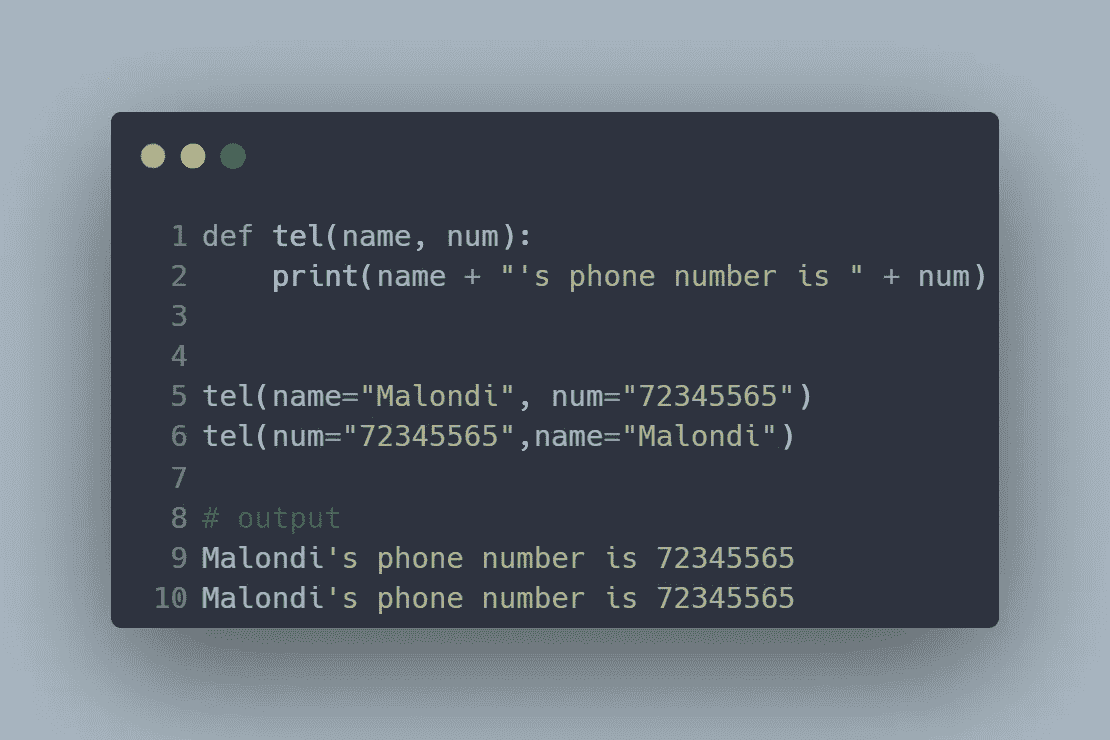 1 def tel(name, num):
2     print(name + "'s phone number is " + num)
3
4
5 tel(name="Malondi", num="72345565")
6 tel(num="72345565",name="Malondi")
7
8 # output
9 Malondi's phone number is 72345565
10 Malondi's phone number is 72345565